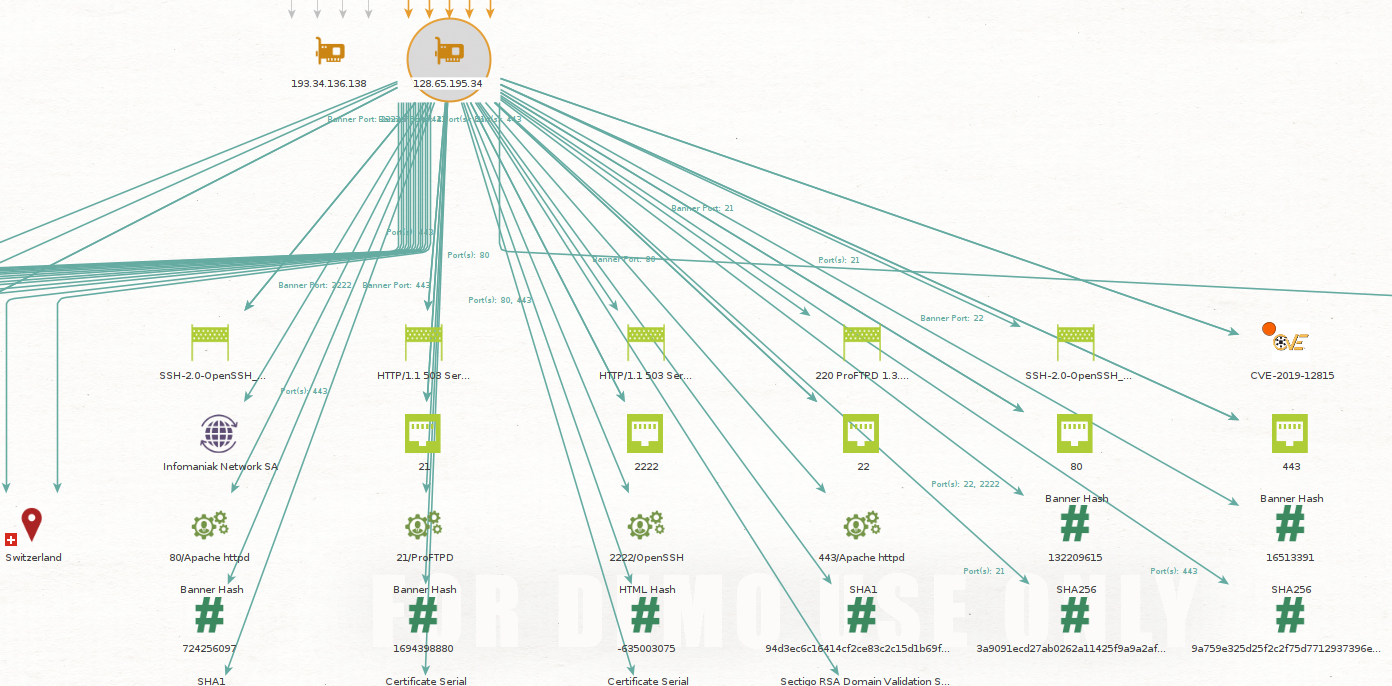 193.34.136.138
128.65.195.34
Banner Port: 21
Port(s): 443
Port(s): 80
Banner Port: 80
Port(s): 21
Banner Port: 2222
Banner Port: 443
Port(s): 80, 443
Banner Port: 22
SSH-2.0-OpenSSH_...
HTTP/1.1 503 Ser...
HTTP/1.1 503 Ser...
220 ProFTPD 1.3....
SSH-2.0-OpenSSH_...
CVE
CVE-2019-12815
Port(s): 443
Infomaniak Network SA
21
2222
22
80
443
Port(s): 22, 2222
Banner Hash
Banner Hash
Switzerland
80/Apache httpd
21/ProFTPD
2222/OpenSSH
443/Apache httpd
132209615
16513391
Port(s): 21
Port(s): 443
Banner Hash
Banner Hash
HTML Hash
SHA1
SHA256
SHA256
FOR DEMO USE ONLY
724256097
1694398880
-635003075
94d3ec6c16414cf2ce83c2c15d1b69f...
3a9091ecd27ab0262a11425f9a9a2af...
9a759e325d25f2c2f75d7712937396e...
SHA1
Certificate Serial
Certificate Serial
Sectigo RSA Domain Validation S...